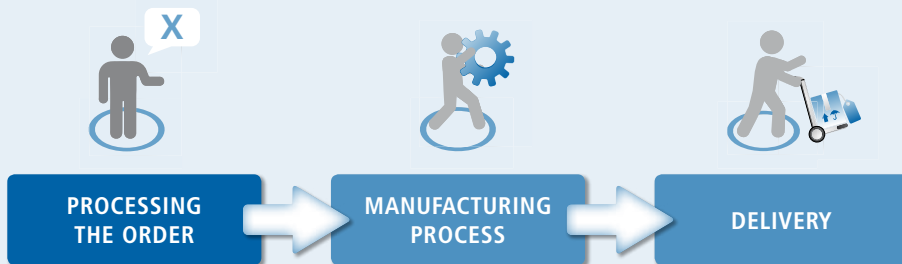 X
PROCESSING
THE ORDER
MANUFACTURING
PROCESS
DELIVERY